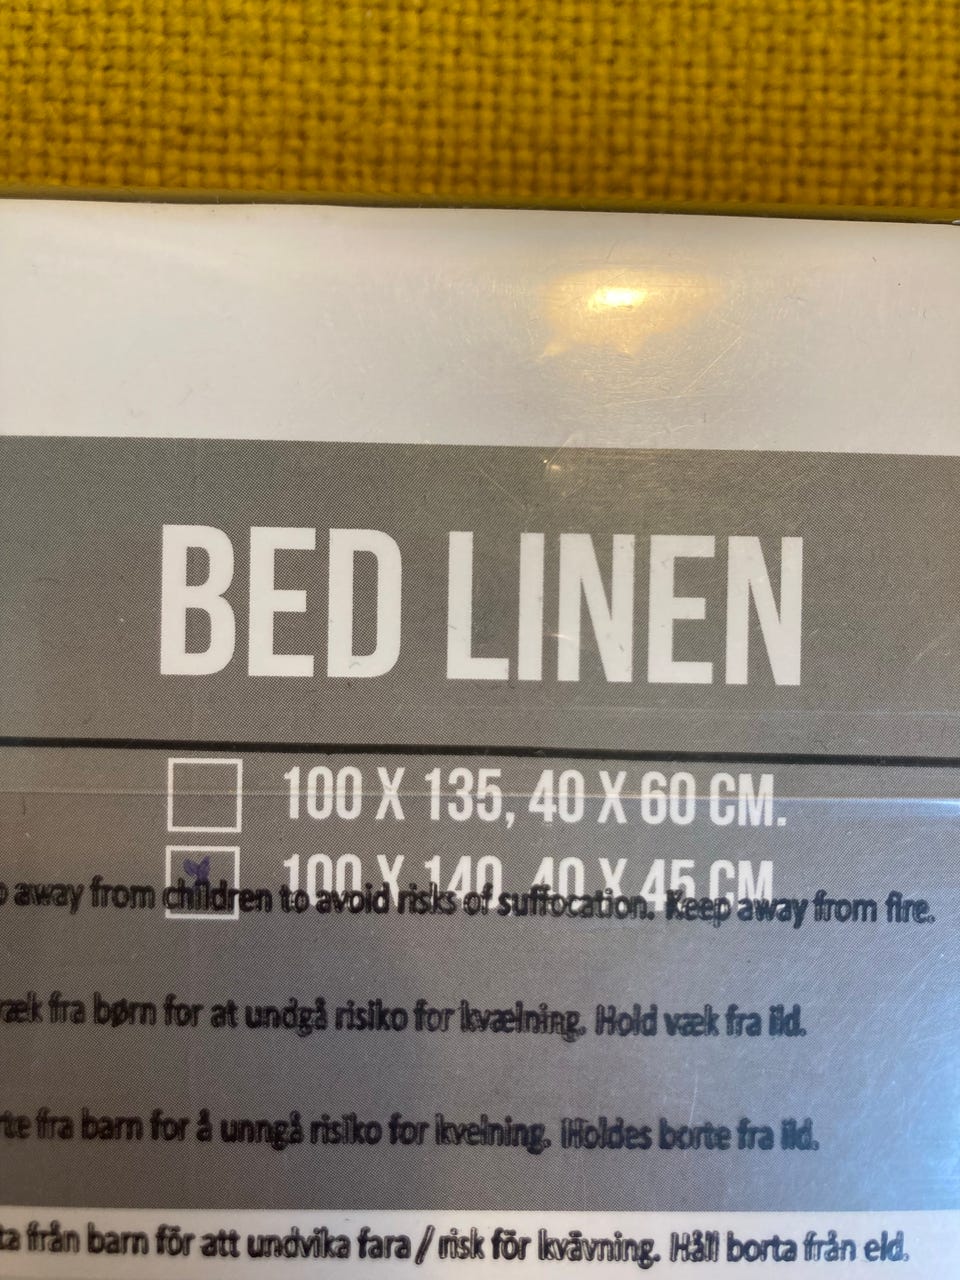 BED LINEN
100 X 135, 40 X 60 CM.
100 X 140, 40 X 45 CM
away from children to avoid risks of suffocation. Keep away from fire.
væk fra børn for at undgå risiko for kvælning. Hold væk fra ild.
fra barn for å unngå risiko for kvelning. Holdes borte fra ild.
från barn för att undvika fara / risk för kvävning. Håll borta från eld.